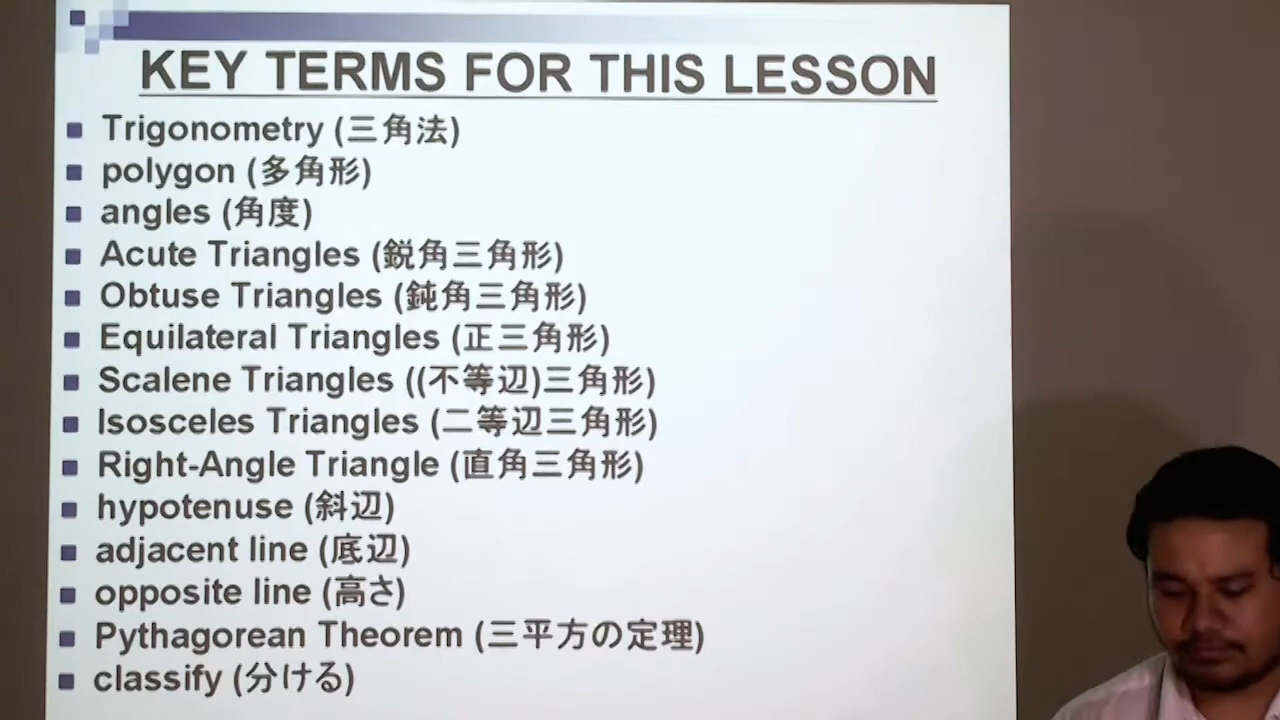 KEY TERMS FOR THIS LESSON
Trigonometry (三角法)
polygon (多角形)
angles (角度)
Acute Triangles (鋭角三角形)
Obtuse Triangles (鈍角三角形)
Equilateral Triangles (正三角形)
Scalene Triangles ((不等辺)三角形)
Isosceles Triangles (二等辺三角形)
Right-Angle Triangle (直角三角形)
hypotenuse (斜辺)
adjacent line (底辺)
opposite line (高さ)
Pythagorean Theorem (三平方の定理)
classify (分ける)